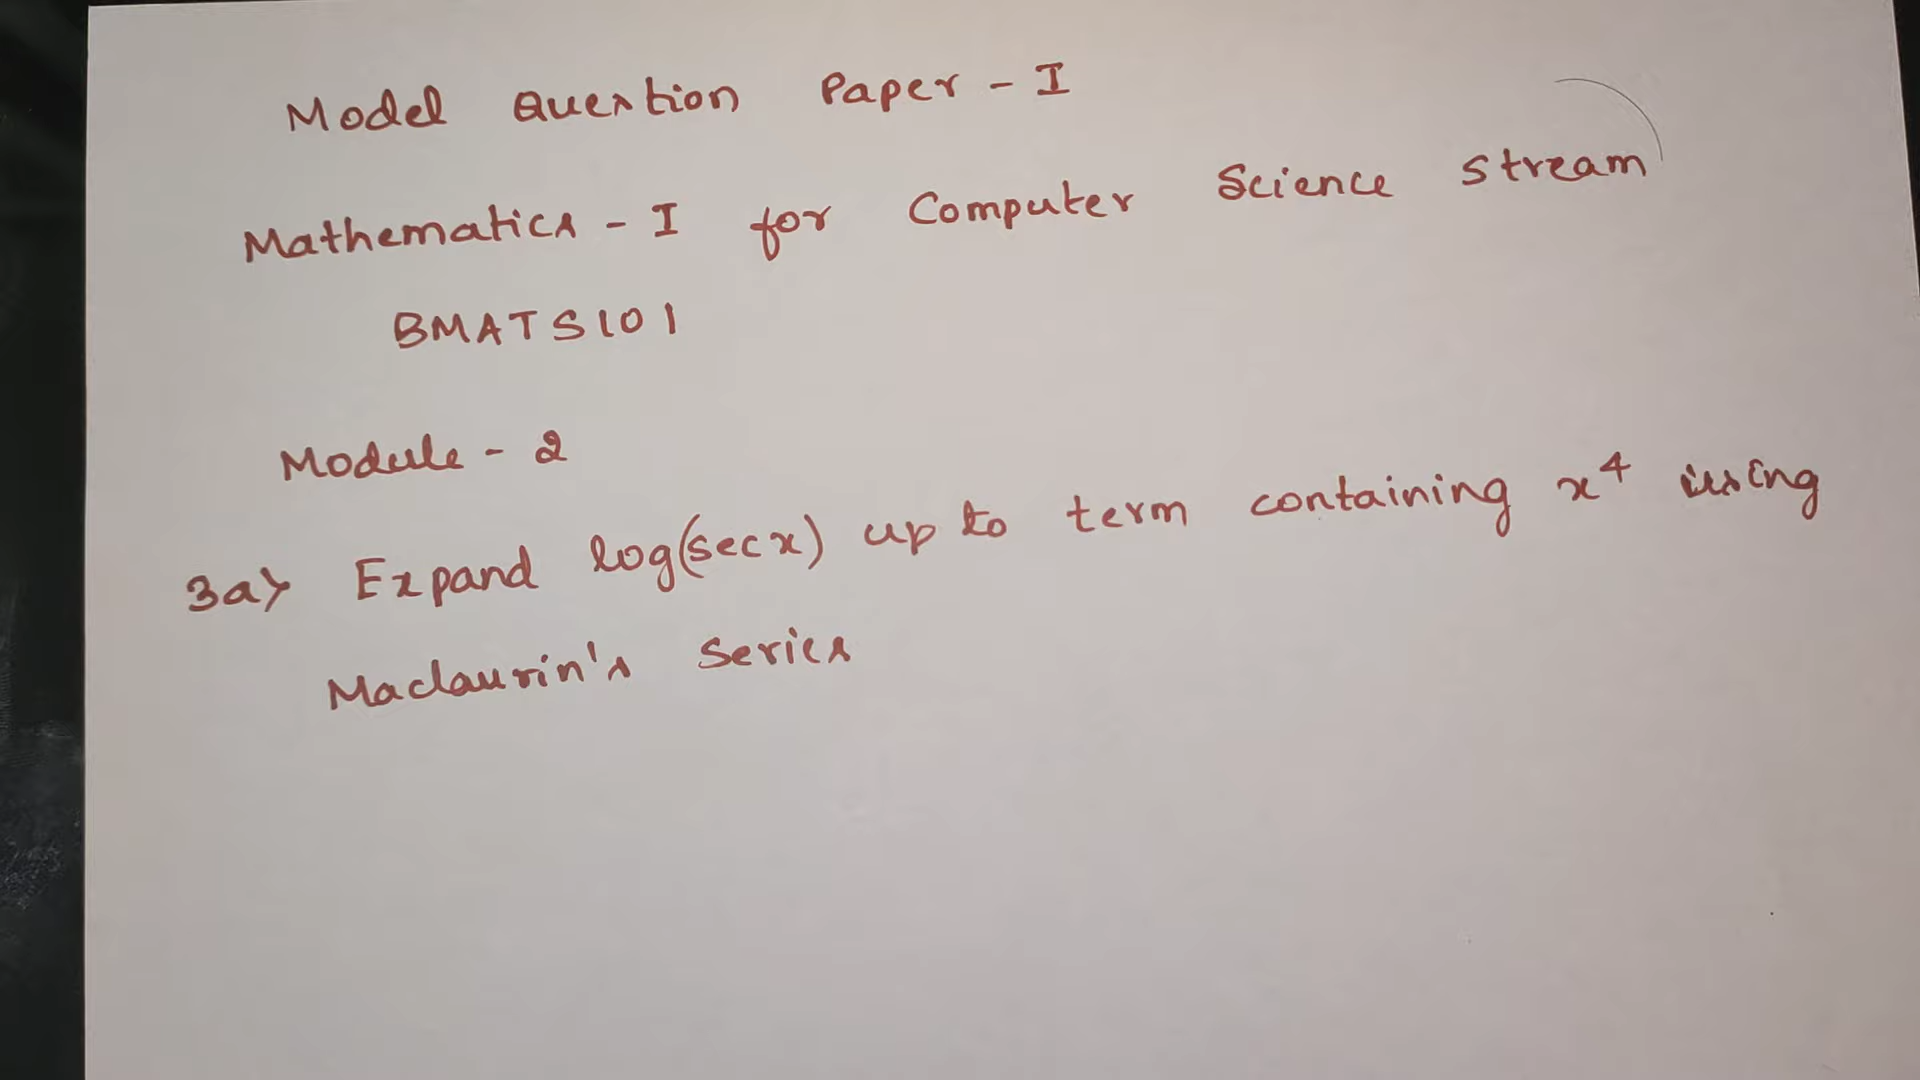 Model Question Paper - I
Mathematics - I for Computer Science stream
BMATS101
Module - 2
3a> Expand log(secx) up to term containing x⁴ using
Maclaurin's Series